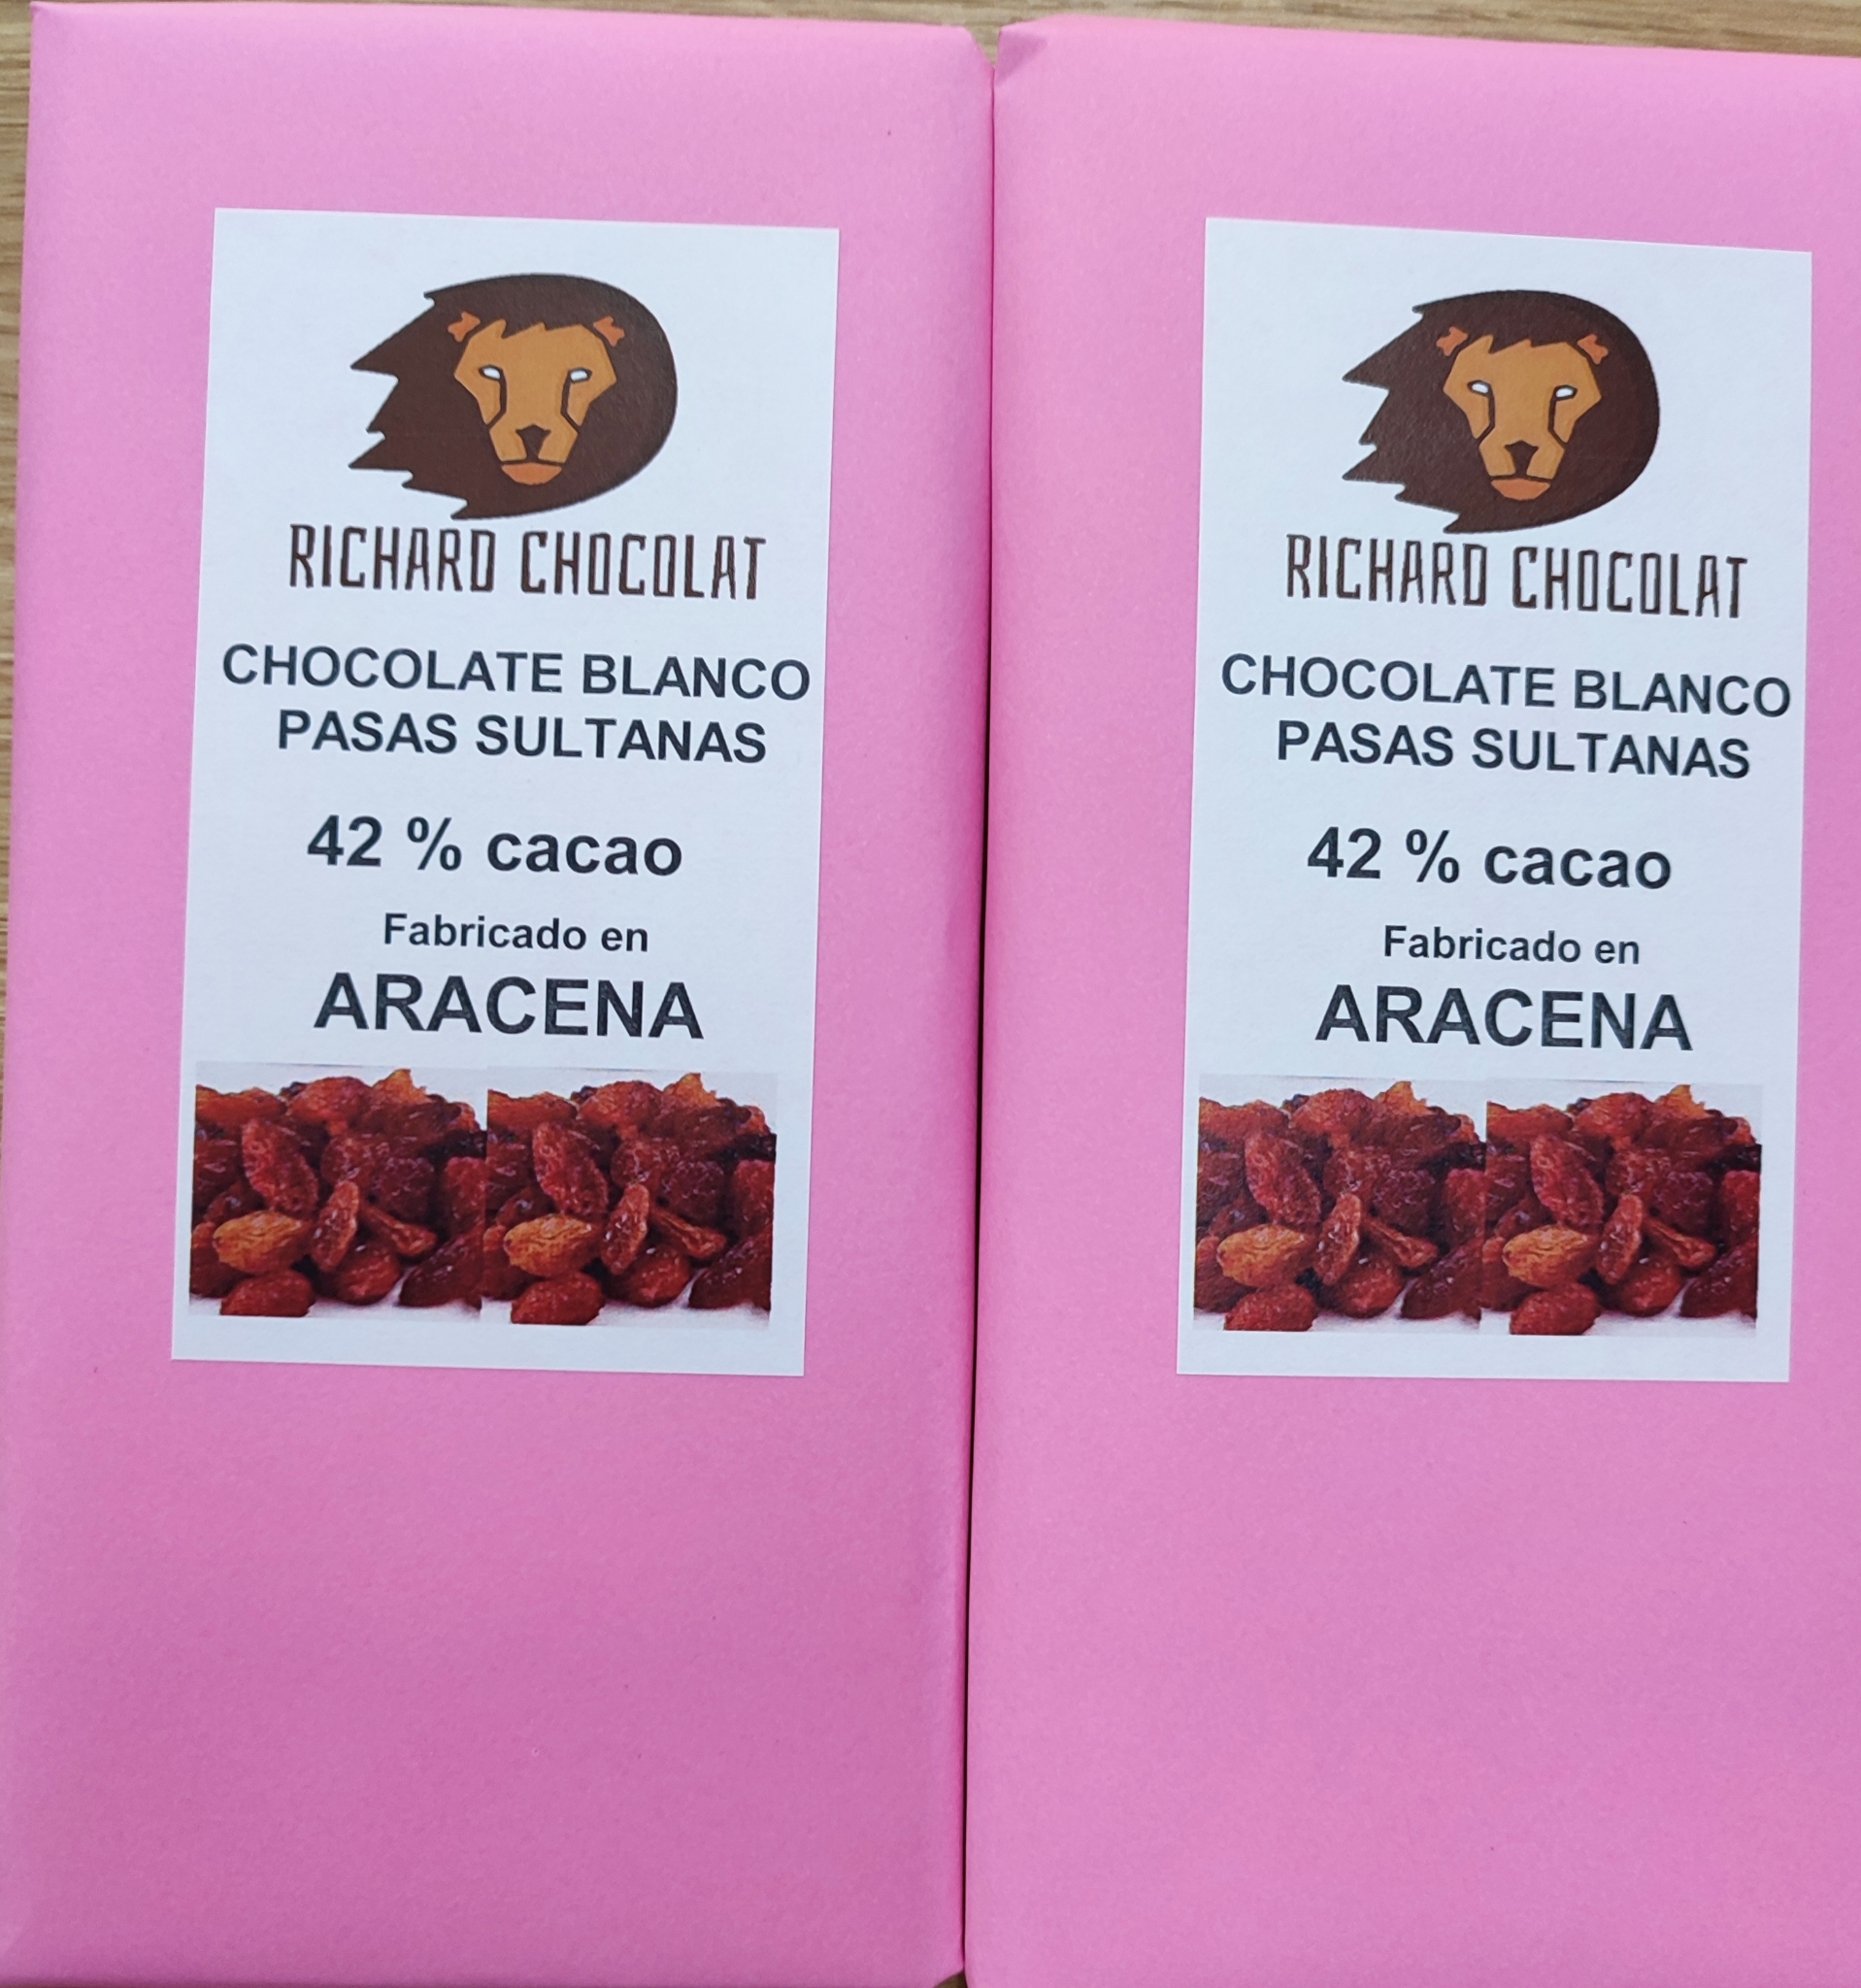 RICHARD CHOCOLAT
CHOCOLATE BLANCO
PASAS SULTANAS
42 % cacao
Fabricado en
ARACENA
RICHARD CHOCOLAT
CHOCOLATE BLANCO
PASAS SULTANAS
42 % cacao
Fabricado en
ARACENA